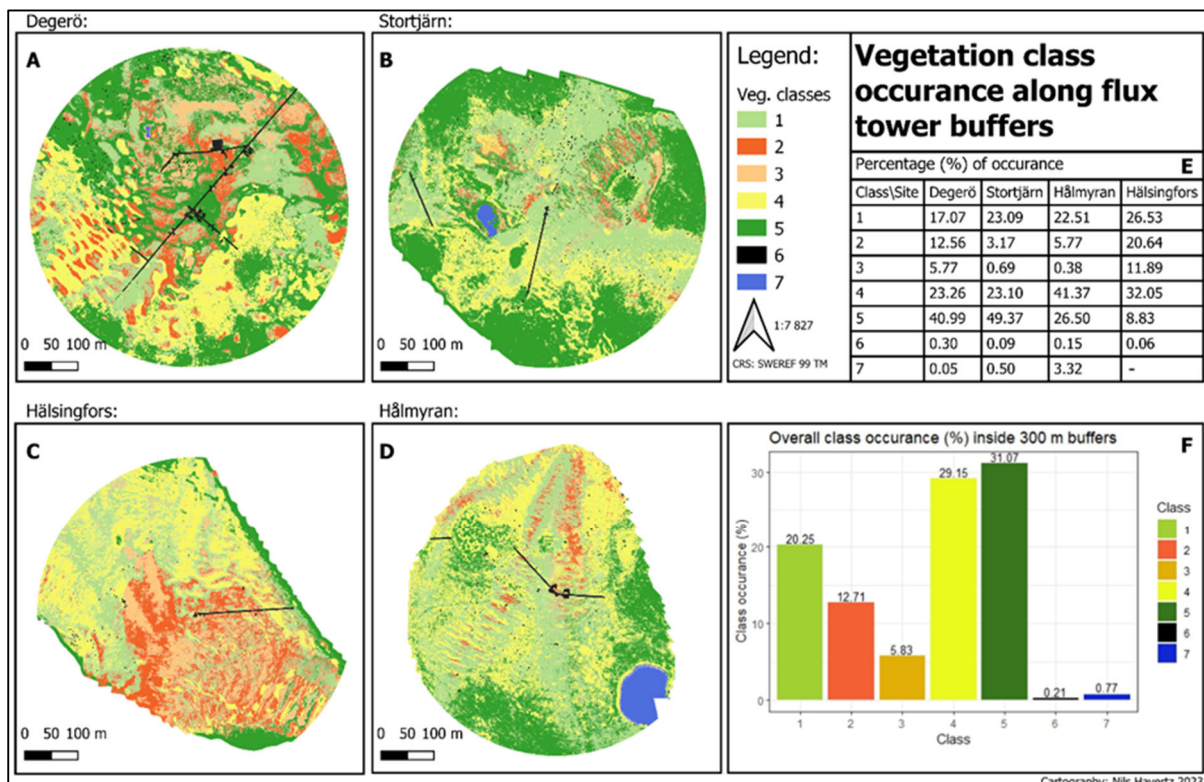 Degerö:
A
0 50 100 m
Stortjärn:
B
0 50 100 m
Legend:
Veg. classes
1
2
3
4
5
6
7
1:7 827
CRS: SWEREF 99 TM
Vegetation class
occurance along flux
tower buffers
Percentage (%) of occurance E
Class\Site Degerö Stortjärn Hålmyran Hälsingfors
1 17.07 23.09 22.51 26.53
2 12.56 3.17 5.77 20.64
3 5.77 0.69 0.38 11.89
4 23.26 23.10 41.37 32.05
5 40.99 49.37 26.50 8.83
6 0.30 0.09 0.15 0.06
7 0.05 0.50 3.32 -
Hälsingfors:
C
0 50 100 m
Hålmyran:
D
0 50 100 m
Overall class occurance (%) inside 300 m buffers
F
Class occurance (%)
30
20
10
0
20.25
12.71
5.83
29.15
31.07
0.21
0.77
1 2 3 4 5 6 7
Class
Class
1
2
3
4
5
6
7
Cartography: Nils Havertz